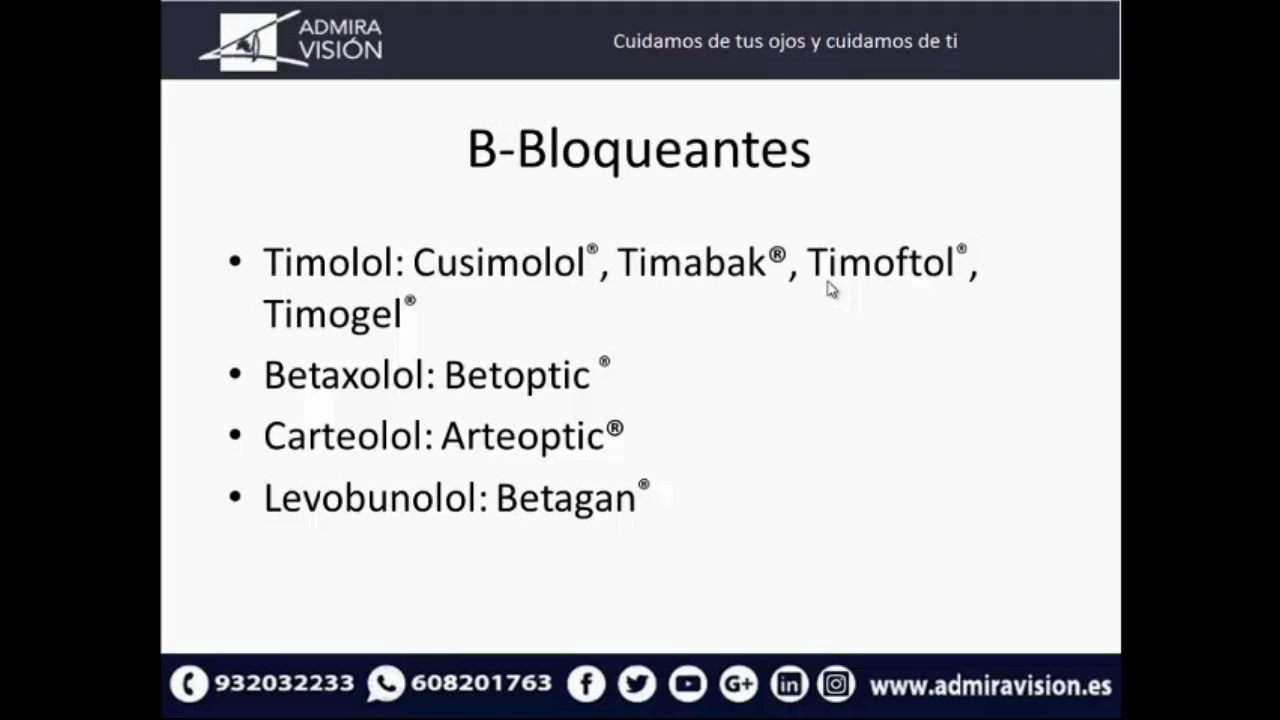 ADMIRA
VISIÓN
Cuidamos de tus ojos y cuidamos de ti
B-Bloqueantes
• Timolol: Cusimolol®, Timabak®, Timoftol®,
Timogel®
• Betaxolol: Betoptic ®
• Carteolol: Arteoptic®
• Levobunolol: Betagan®
932032233 608201763 f G+ in www.admiravision.es